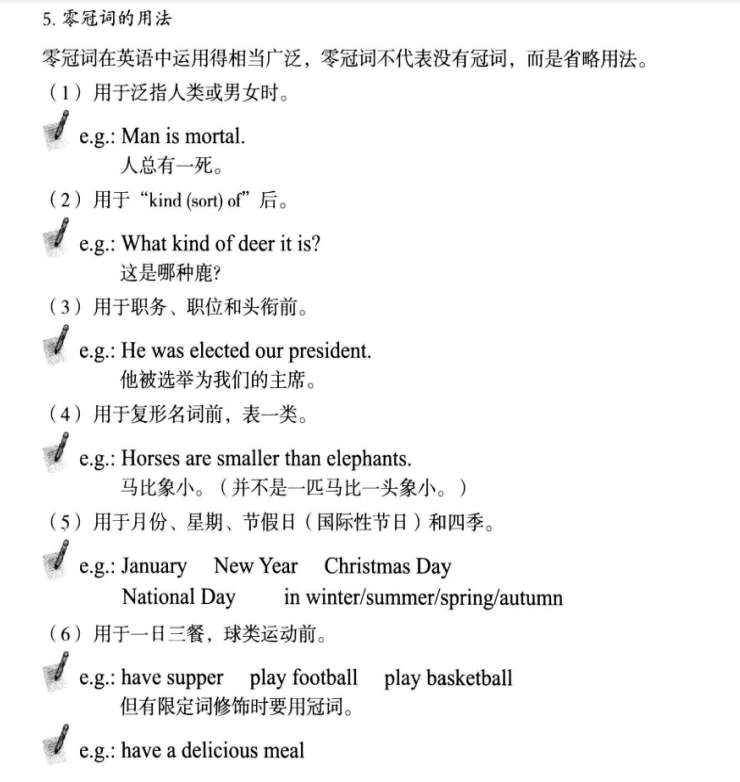 5. 零冠词的用法
零冠词在英语中运用得相当广泛，零冠词不代表没有冠词，而是省略用法。
（1）用于泛指人类或男女时。
e.g.: Man is mortal.
人总有一死。
（2）用于“kind (sort) of”后。
e.g.: What kind of deer it is?
这是哪种鹿?
（3）用于职务、职位和头衔前。
e.g.: He was elected our president.
他被选举为我们的主席。
（4）用于复形名词前，表一类。
e.g.: Horses are smaller than elephants.
马比象小。（并不是一匹马比一头象小。）
（5）用于月份、星期、节假日（国际性节日）和四季。
e.g.: January New Year Christmas Day
National Day in winter/summer/spring/autumn
（6）用于一日三餐，球类运动前。
e.g.: have supper play football play basketball
但有限定词修饰时要用冠词。
e.g.: have a delicious meal